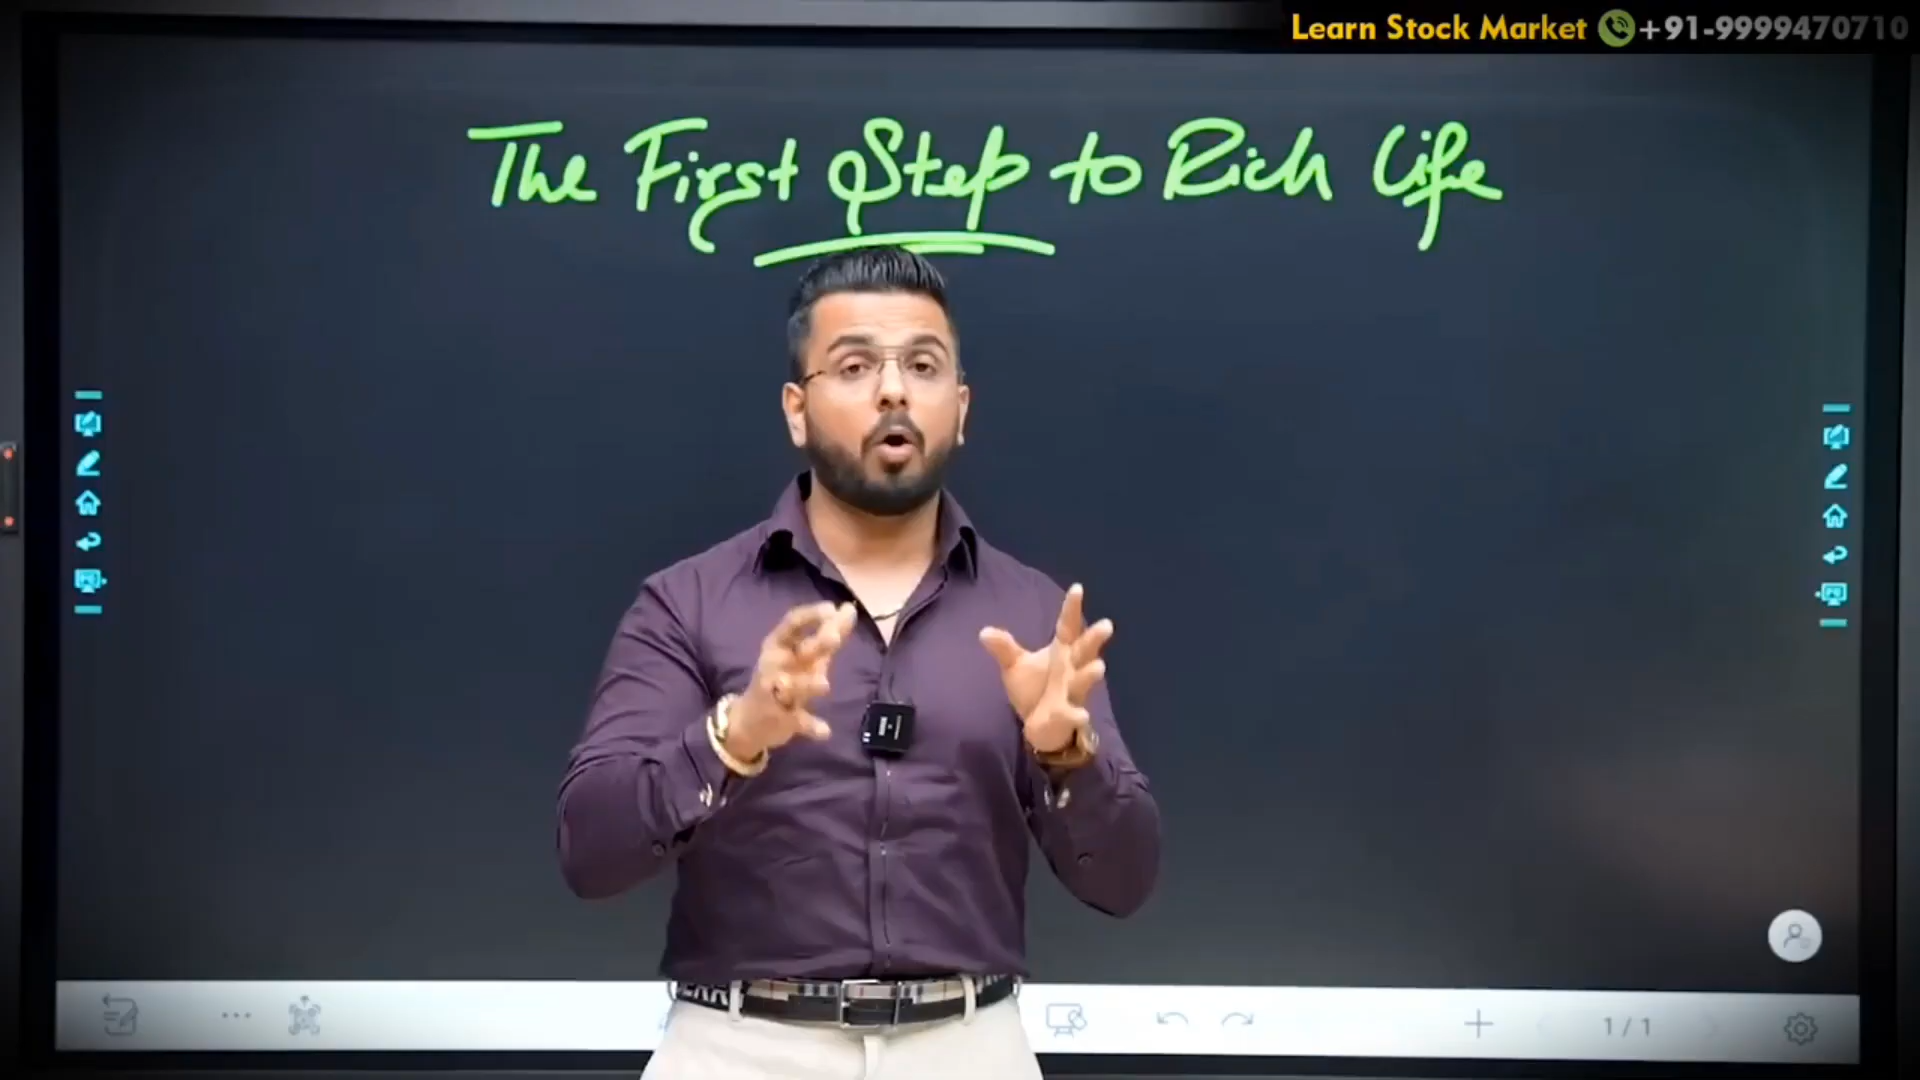 Learn Stock Market +91-9999470710
The First Step to Rich Life
1/1